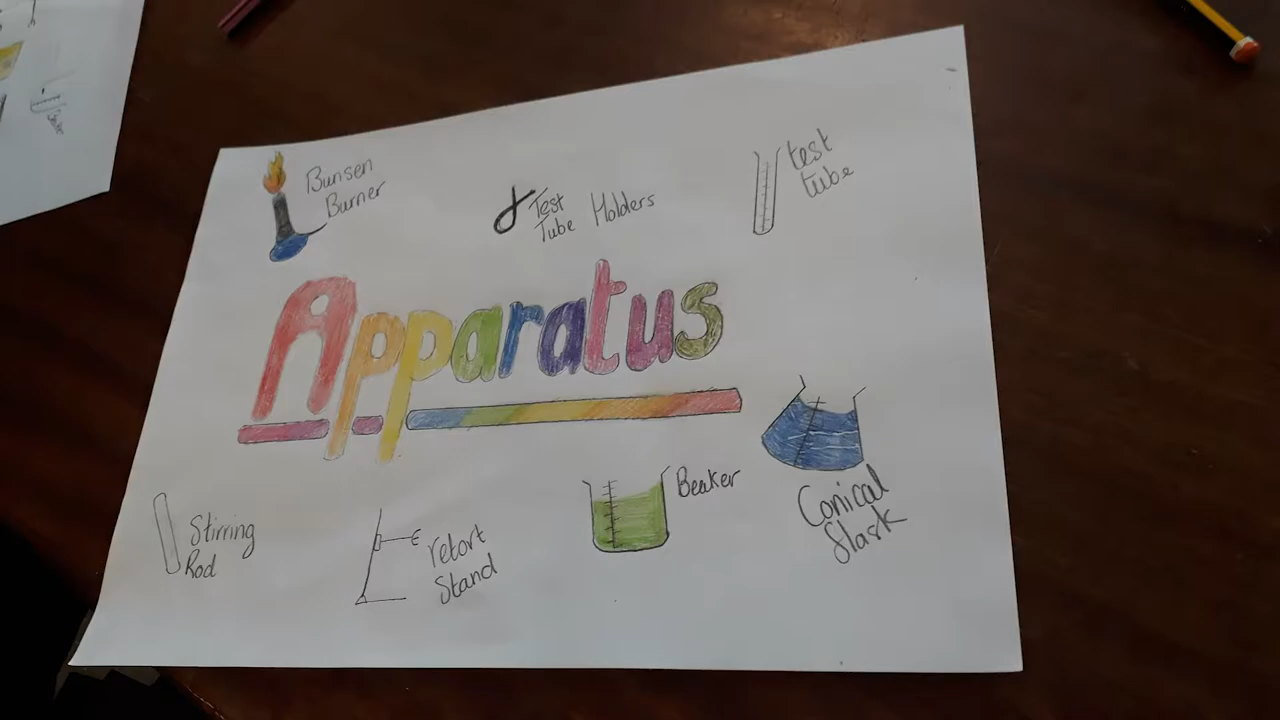 Bunsen
Burner
Test
Tube Holders
test
tube
Apparatus
Beaker
Conical
flask
Stirring
Rod
retort
Stand